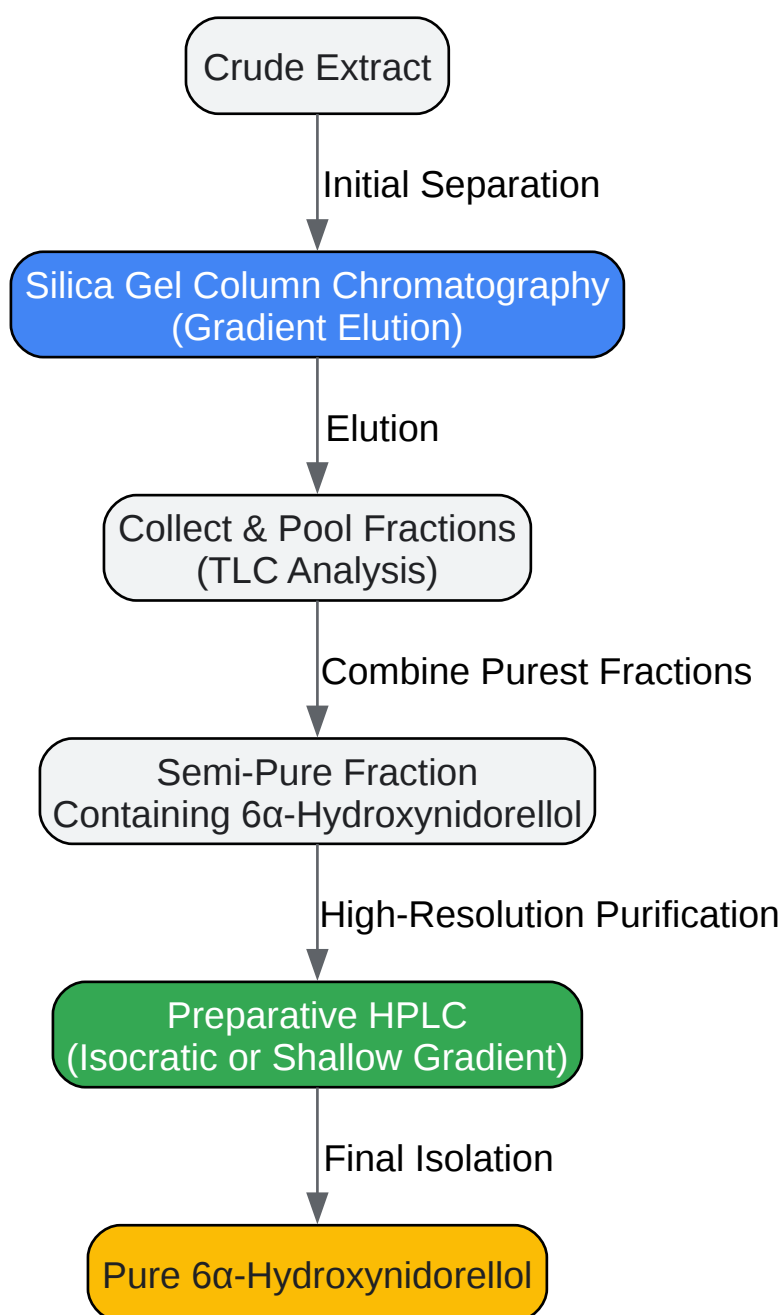 Crude Extract
Initial Separation
Silica Gel Column Chromatography
(Gradient Elution)
Elution
Collect & Pool Fractions
(TLC Analysis)
Combine Purest Fractions
Semi-Pure Fraction
Containing 6α-Hydroxynidorellol
High-Resolution Purification
Preparative HPLC
(Isocratic or Shallow Gradient)
Final Isolation
Pure 6α-Hydroxynidorellol